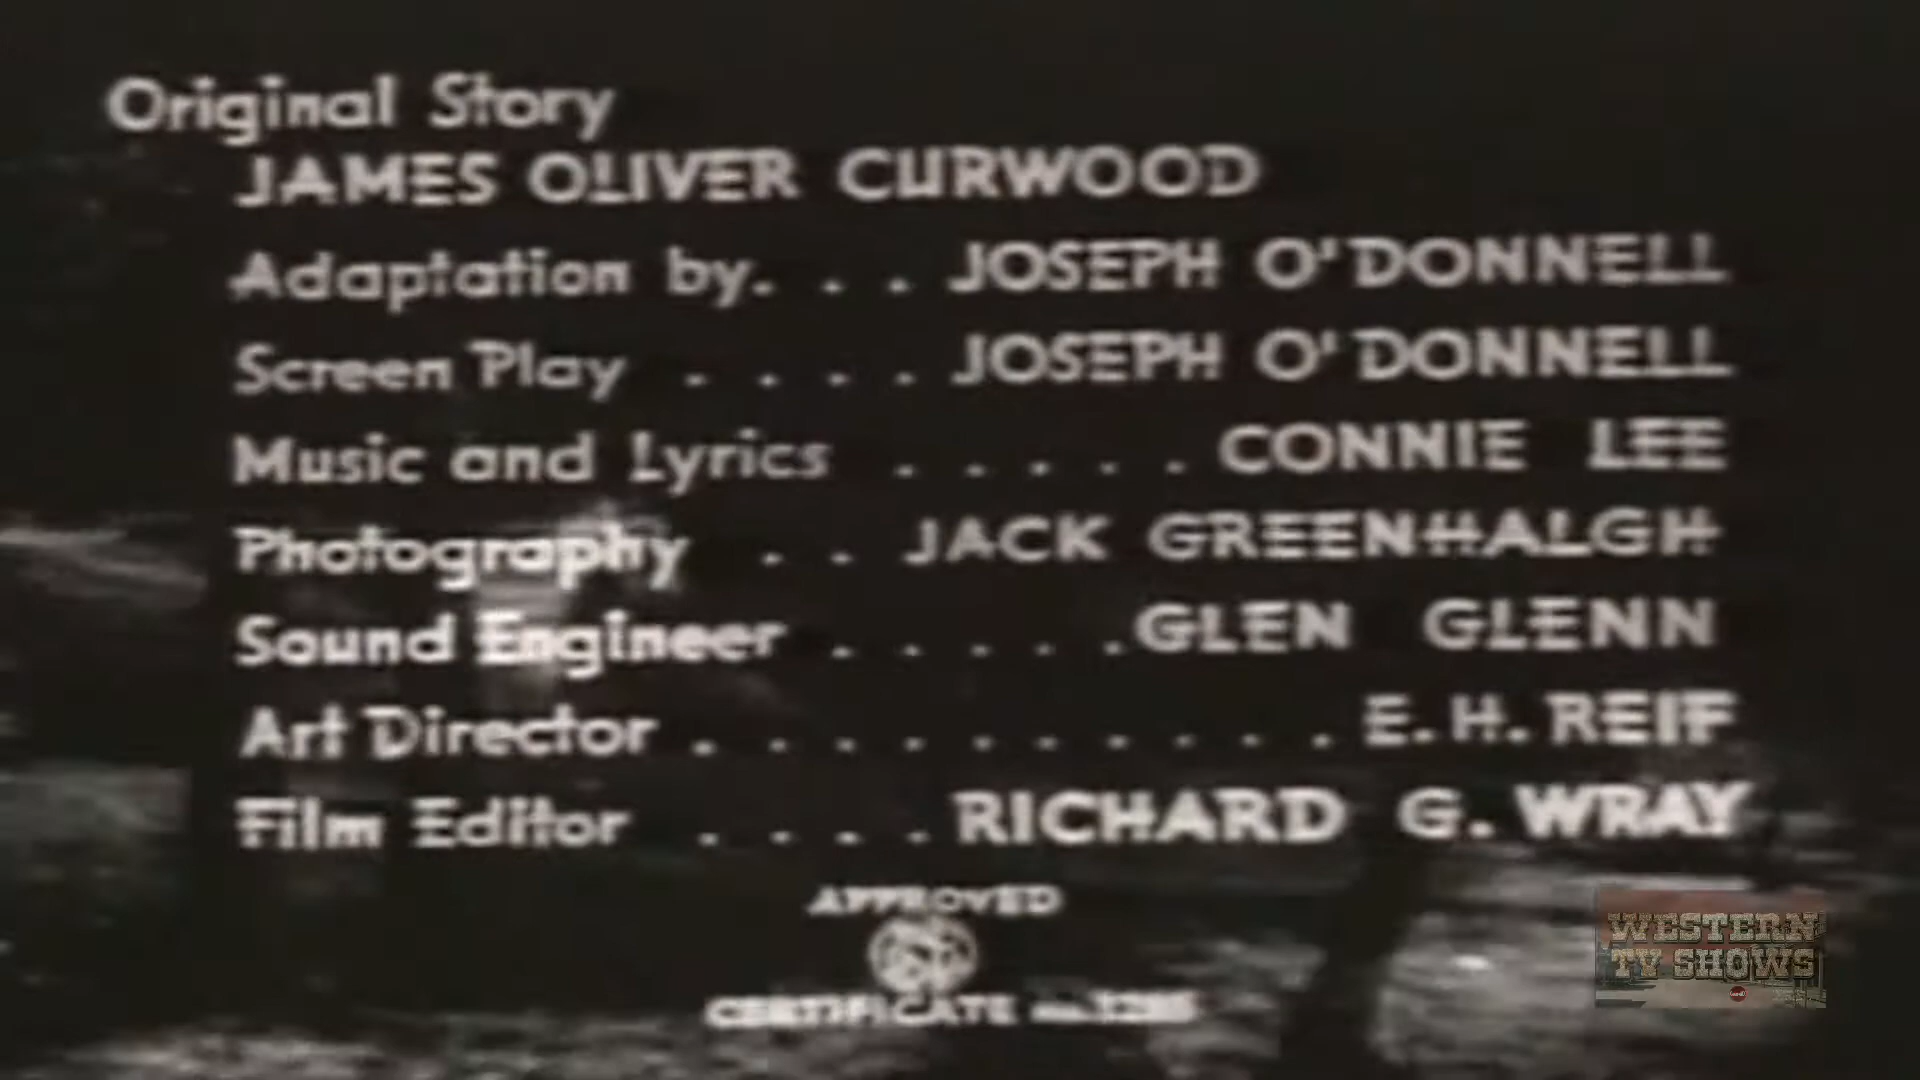 Original Story
JAMES OLIVER CURWOOD
Adaptation by. . . JOSEPH O'DONNELL
Screen Play . . . . JOSEPH O'DONNELL
Music and Lyrics . . . . . CONNIE LEE
Photography . . JACK GREENHALGH
Sound Engineer . . . . . GLEN GLENN
Art Director . . . . . . . . . . E. H. REIF
Film Editor . . . . RICHARD G. WRAY
APPROVED
CERTIFICATE No.
WESTERN
TV SHOWS